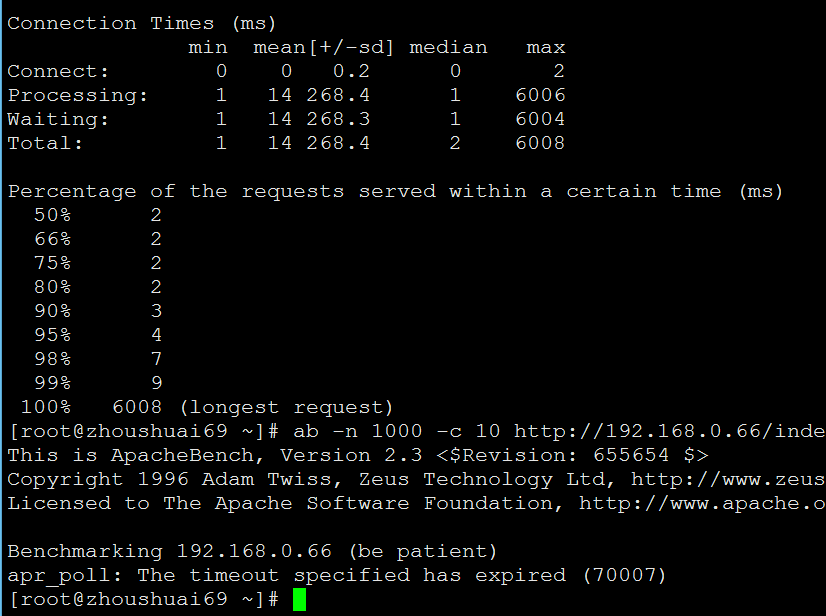 Connection Times (ms)
              min  mean[+/-sd] median   max
Connect:        0    0   0.2      0       2
Processing:     1   14 268.4      1    6006
Waiting:        1   14 268.3      1    6004
Total:          1   14 268.4      2    6008

Percentage of the requests served within a certain time (ms)
  50%      2
  66%      2
  75%      2
  80%      2
  90%      3
  95%      4
  98%      7
  99%      9
 100%   6008 (longest request)
[root@zhoushuai69 ~]# ab -n 1000 -c 10 http://192.168.0.66/inde
This is ApacheBench, Version 2.3 <$Revision: 655654 $>
Copyright 1996 Adam Twiss, Zeus Technology Ltd, http://www.zeus
Licensed to The Apache Software Foundation, http://www.apache.o

Benchmarking 192.168.0.66 (be patient)
apr_poll: The timeout specified has expired (70007)
[root@zhoushuai69 ~]#